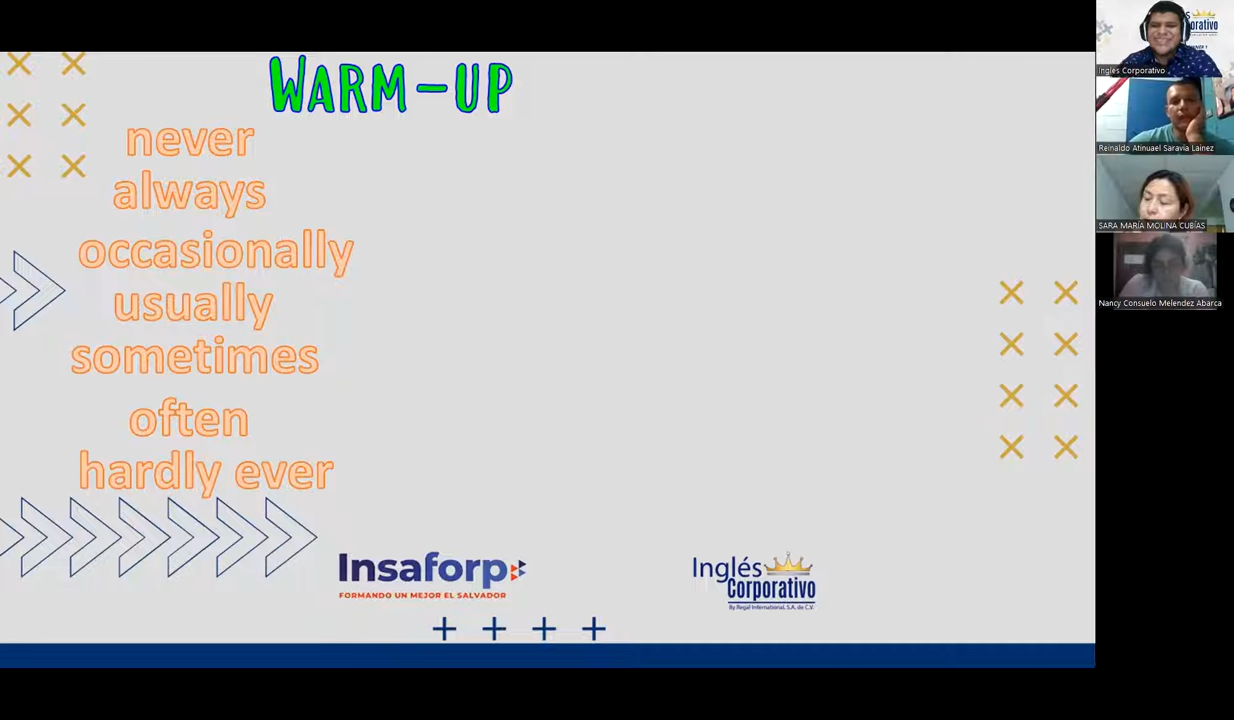 WARM-UP
never
always
occasionally
usually
sometimes
often
hardly ever
Insaforp
FORMANDO UN MEJOR EL SALVADOR
Inglés
Corporativo
By Regal International, S.A. de C.V.
Inglés Corporativo
Reinaldo Atinuael Saravia Lainez
SARA MARÍA MOLINA CUBÍAS
Nancy Consuelo Melendez Abarca